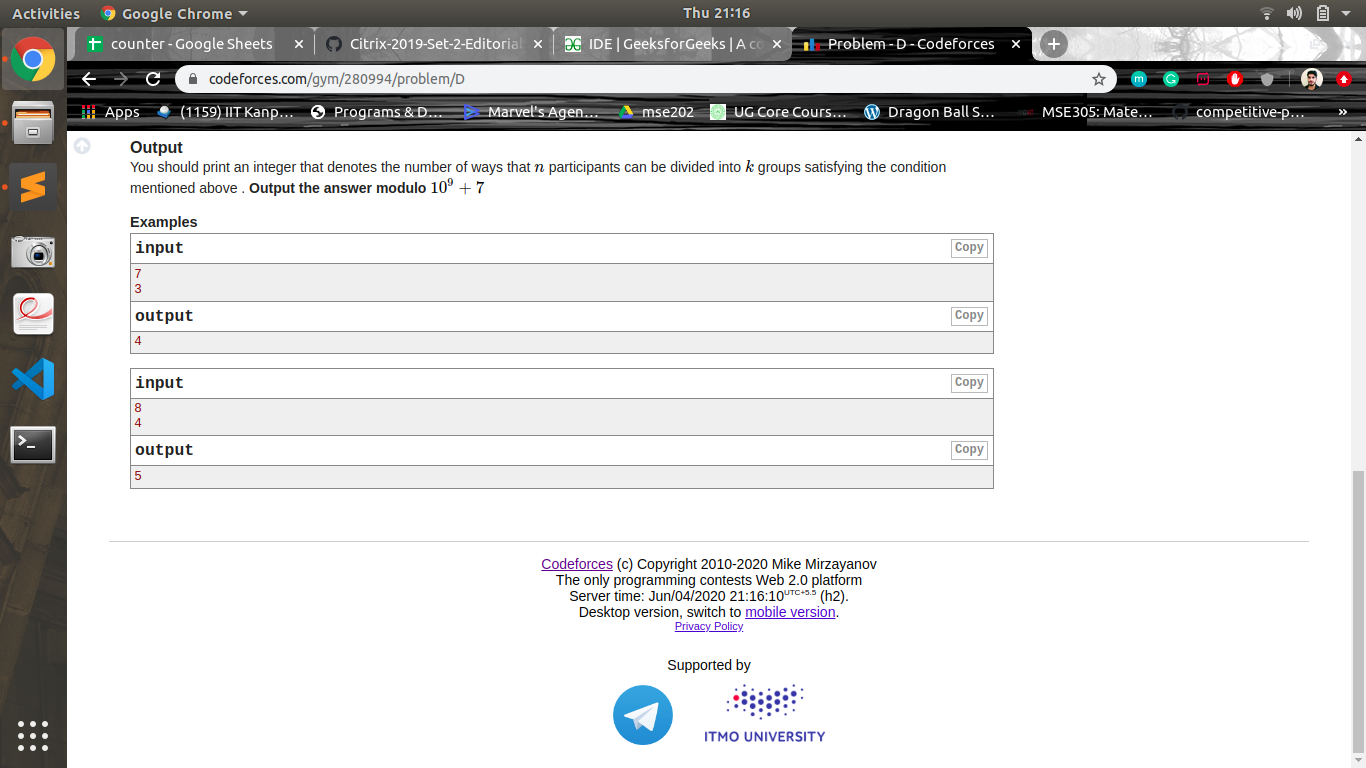 Activities
Google Chrome
Thu 21:16
counter - Google Sheets
Citrix-2019-Set-2-Editorial
IDE | GeeksforGeeks | A co
Problem - D - Codeforces
codeforces.com/gym/280994/problem/D
Apps
(1159) IIT Kanp...
Programs & D...
Marvel's Agen...
mse202
UG Core Cours...
Dragon Ball S...
MSE305: Mate...
competitive-p...
»
Output
You should print an integer that denotes the number of ways that n participants can be divided into k groups satisfying the condition
mentioned above . Output the answer modulo 10⁹ + 7
Examples
input
Copy
7
3
output
Copy
4
input
Copy
8
4
output
Copy
5
Codeforces (c) Copyright 2010-2020 Mike Mirzayanov
The only programming contests Web 2.0 platform
Server time: Jun/04/2020 21:16:10UTC+5.5 (h2).
Desktop version, switch to mobile version.
Privacy Policy
Supported by
ITMO UNIVERSITY